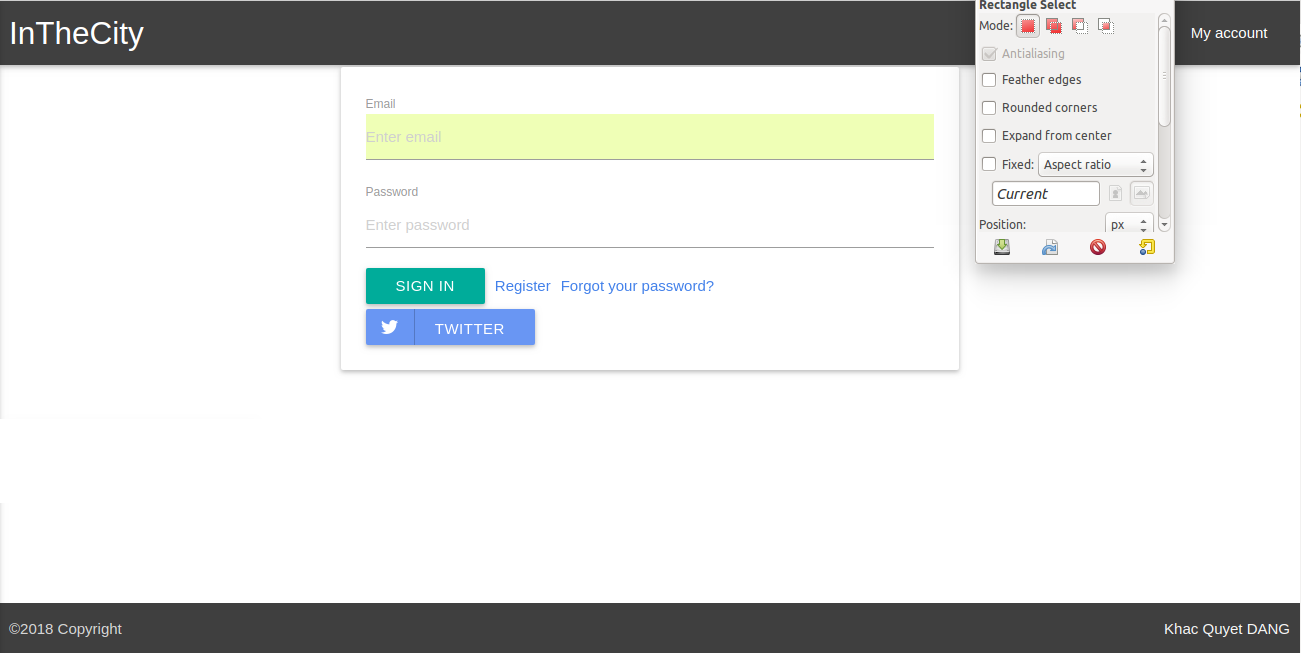 InTheCity
My account
Rectangle Select
Mode:
Antialiasing
Feather edges
Rounded corners
Expand from center
Fixed: Aspect ratio
Current
Position: px
Email
Enter email
Password
Enter password
SIGN IN Register Forgot your password?
TWITTER
©2018 Copyright
Khac Quyet DANG